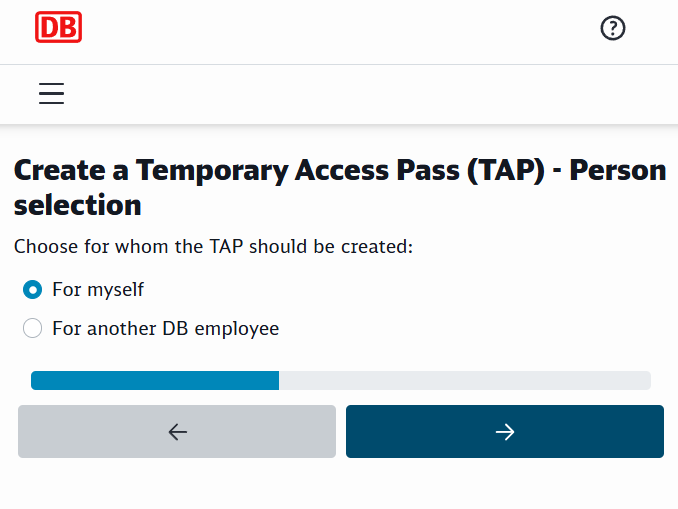 DB
Create a Temporary Access Pass (TAP) - Person
selection
Choose for whom the TAP should be created:
For myself
For another DB employee